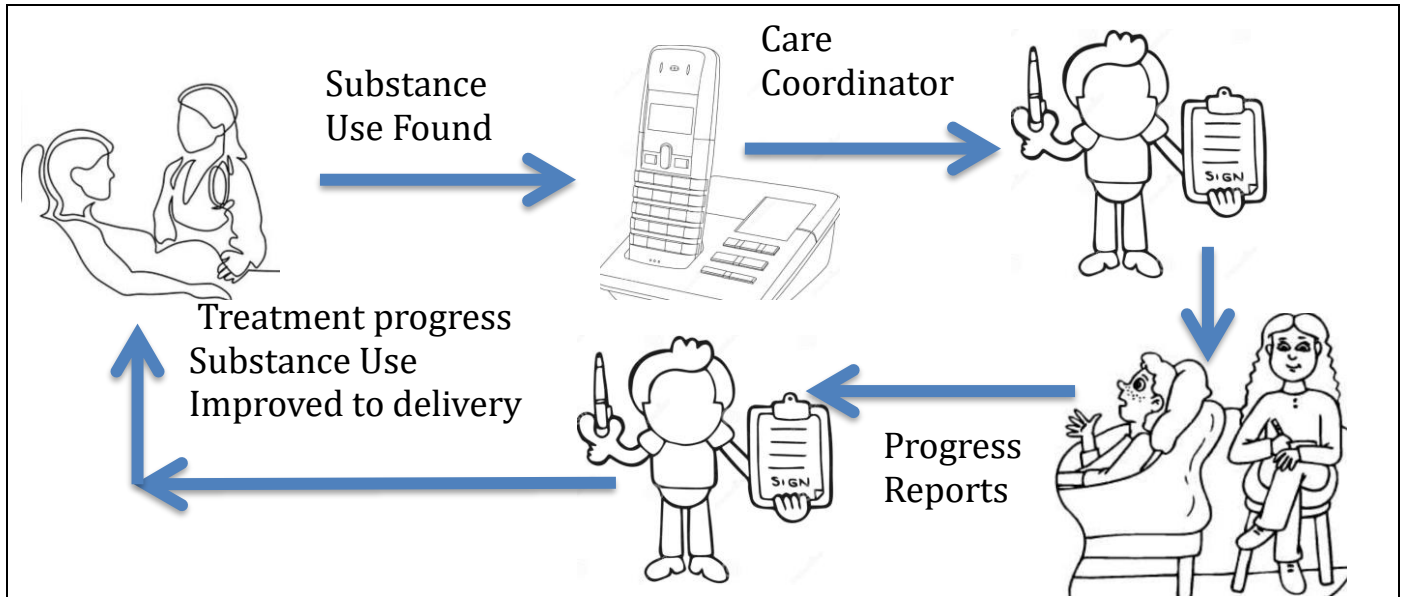 Substance
Use Found
Care
Coordinator
SIGN
Treatment progress
Substance Use
Improved to delivery
SIGN
Progress
Reports